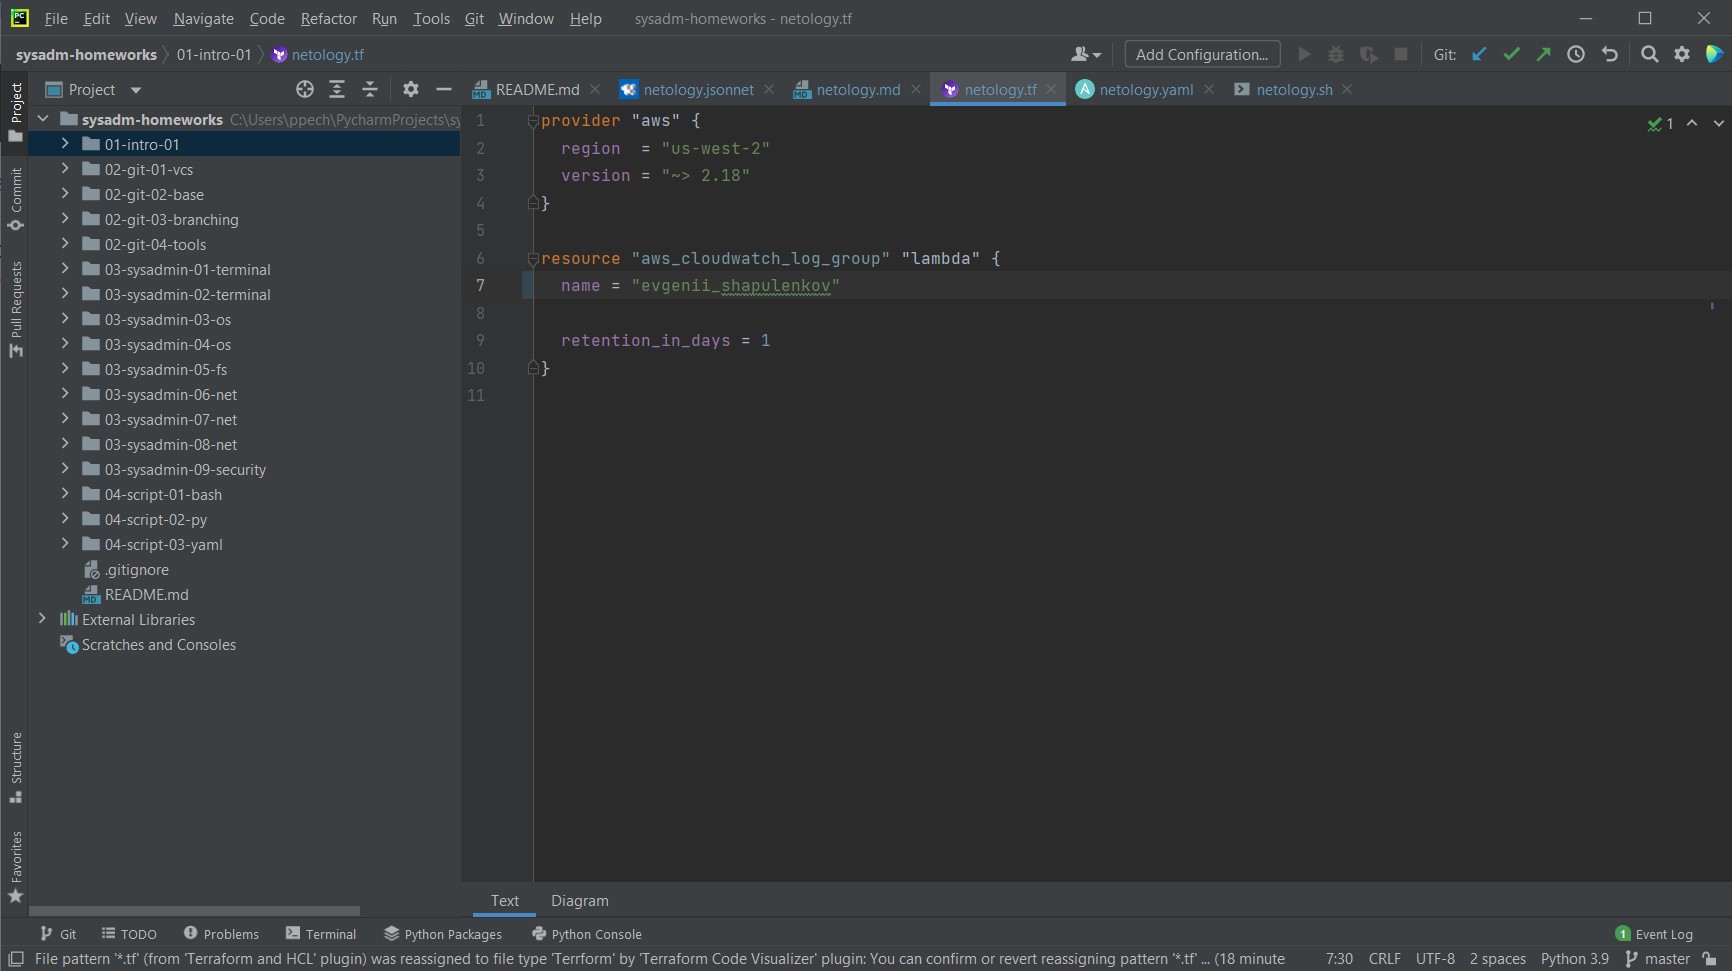 PC File Edit View Navigate Code Refactor Run Tools Git Window Help sysadm-homeworks - netology.tf
sysadm-homeworks 01-intro-01 netology.tf Add Configuration... Git:
Project README.md netology.jsonnet netology.md netology.tf netology.yaml netology.sh
sysadm-homeworks C:\Users\ppech\PycharmProjects\sy
01-intro-01
02-git-01-vcs
02-git-02-base
02-git-03-branching
02-git-04-tools
03-sysadmin-01-terminal
03-sysadmin-02-terminal
03-sysadmin-03-os
03-sysadmin-04-os
03-sysadmin-05-fs
03-sysadmin-06-net
03-sysadmin-07-net
03-sysadmin-08-net
03-sysadmin-09-security
04-script-01-bash
04-script-02-py
04-script-03-yaml
.gitignore
README.md
External Libraries
Scratches and Consoles
Project
Commit
Pull Requests
Structure
Favorites
1 provider "aws" {
2 region = "us-west-2"
3 version = "~> 2.18"
4 }
5
6 resource "aws_cloudwatch_log_group" "lambda" {
7 name = "evgenii_shapulenkov"
8
9 retention_in_days = 1
10 }
11
1
Text Diagram
Git TODO Problems Terminal Python Packages Python Console 1 Event Log
File pattern '*.tf' (from 'Terraform and HCL' plugin) was reassigned to file type 'Terrform' by 'Terraform Code Visualizer' plugin: You can confirm or revert reassigning pattern '*.tf' ... (18 minute 7:30 CRLF UTF-8 2 spaces Python 3.9 master